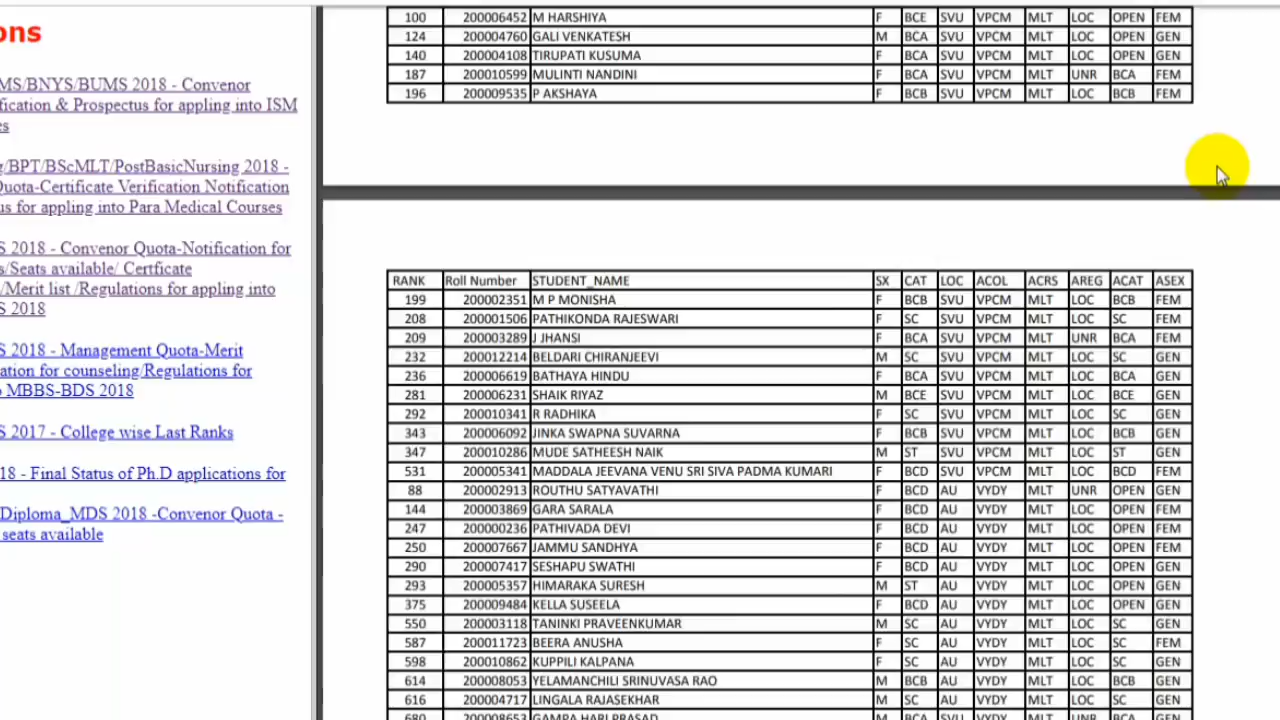 ons
MS/BNYS/BUMS 2018 - Convenor
fication & Prospectus for appling into ISM
es
g/BPT/BScMLT/PostBasicNursing 2018 -
Quota-Certificate Verification Notification
us for appling into Para Medical Courses
S 2018 - Convenor Quota-Notification for
s/Seats available/ Certficate
/Merit list /Regulations for appling into
S 2018
S 2018 - Management Quota-Merit
ation for counseling/Regulations for
o MBBS-BDS 2018
S 2017 - College wise Last Ranks
18 - Final Status of Ph.D applications for
Diploma_MDS 2018 -Convenor Quota -
seats available
100 200006452 M HARSHIYA F BCE SVU VPCM MLT LOC OPEN FEM
124 200004760 GALI VENKATESH M BCA SVU VPCM MLT LOC OPEN GEN
140 200004108 TIRUPATI KUSUMA F BCA SVU VPCM MLT LOC OPEN GEN
187 200010599 MULINTI NANDINI F BCA SVU VPCM MLT UNR BCA FEM
196 200009535 P AKSHAYA F BCB SVU VPCM MLT LOC BCB FEM
RANK Roll Number STUDENT_NAME SX CAT LOC ACOL ACRS AREG ACAT ASEX
199 200002351 M P MONISHA F BCB SVU VPCM MLT LOC BCB FEM
208 200001506 PATHIKONDA RAJESWARI F SC SVU VPCM MLT LOC SC FEM
209 200003289 J JHANSI F BCA SVU VPCM MLT UNR BCA FEM
232 200012214 BELDARI CHIRANJEEVI M SC SVU VPCM MLT LOC SC GEN
236 200006619 BATHAYA HINDU F BCA SVU VPCM MLT LOC BCA GEN
281 200006231 SHAIK RIYAZ M BCE SVU VPCM MLT LOC BCE GEN
292 200010341 R RADHIKA F SC SVU VPCM MLT LOC SC GEN
343 200006092 JINKA SWAPNA SUVARNA F BCB SVU VPCM MLT LOC BCB GEN
347 200010286 MUDE SATHEESH NAIK M ST SVU VPCM MLT LOC ST GEN
531 200005341 MADDALA JEEVANA VENU SRI SIVA PADMA KUMARI F BCD SVU VPCM MLT LOC BCD FEM
88 200002913 ROUTHU SATYAVATHI F BCD AU VYDY MLT UNR OPEN GEN
144 200003869 GARA SARALA F BCD AU VYDY MLT LOC OPEN GEN
247 200000236 PATHIVADA DEVI F BCD AU VYDY MLT LOC OPEN FEM
250 200007667 JAMMU SANDHYA F BCD AU VYDY MLT LOC OPEN FEM
290 200007417 SESHAPU SWATHI F BCD AU VYDY MLT LOC OPEN GEN
293 200005357 HIMARAKA SURESH M ST AU VYDY MLT LOC OPEN GEN
375 200009484 KELLA SUSEELA F BCD AU VYDY MLT LOC OPEN GEN
550 200003118 TANINKI PRAVEENKUMAR M SC AU VYDY MLT LOC SC GEN
587 200011723 BEERA ANUSHA F SC AU VYDY MLT LOC SC FEM
598 200010862 KUPPILI KALPANA F SC AU VYDY MLT LOC SC GEN
614 200008053 YELAMANCHILI SRINUVASA RAO M BCB AU VYDY MLT LOC BCB GEN
616 200004717 LINGALA RAJASEKHAR M SC AU VYDY MLT LOC SC GEN
680 200008653 GAMPA HARI PRASAD M BCA SVU VYDY MLT UNR BCA GEN